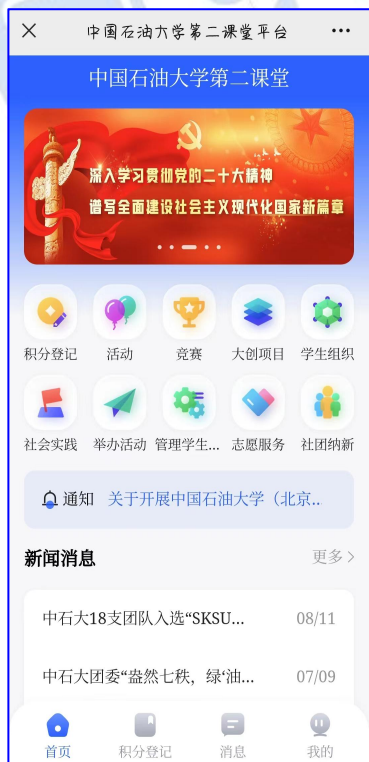 中国石油大学第二课堂平台
中国石油大学第二课堂
深入学习贯彻党的二十大精神
谱写全面建设社会主义现代化国家新篇章
积分登记 活动 竞赛 大创项目 学生组织
社会实践 举办活动 管理学生... 志愿服务 社团纳新
通知 关于开展中国石油大学（北京..
新闻消息 更多
中石大18支团队入选“SKSU... 08/11
中石大团委“盎然七秩，绿‘油... 07/09
首页 积分登记 消息 我的